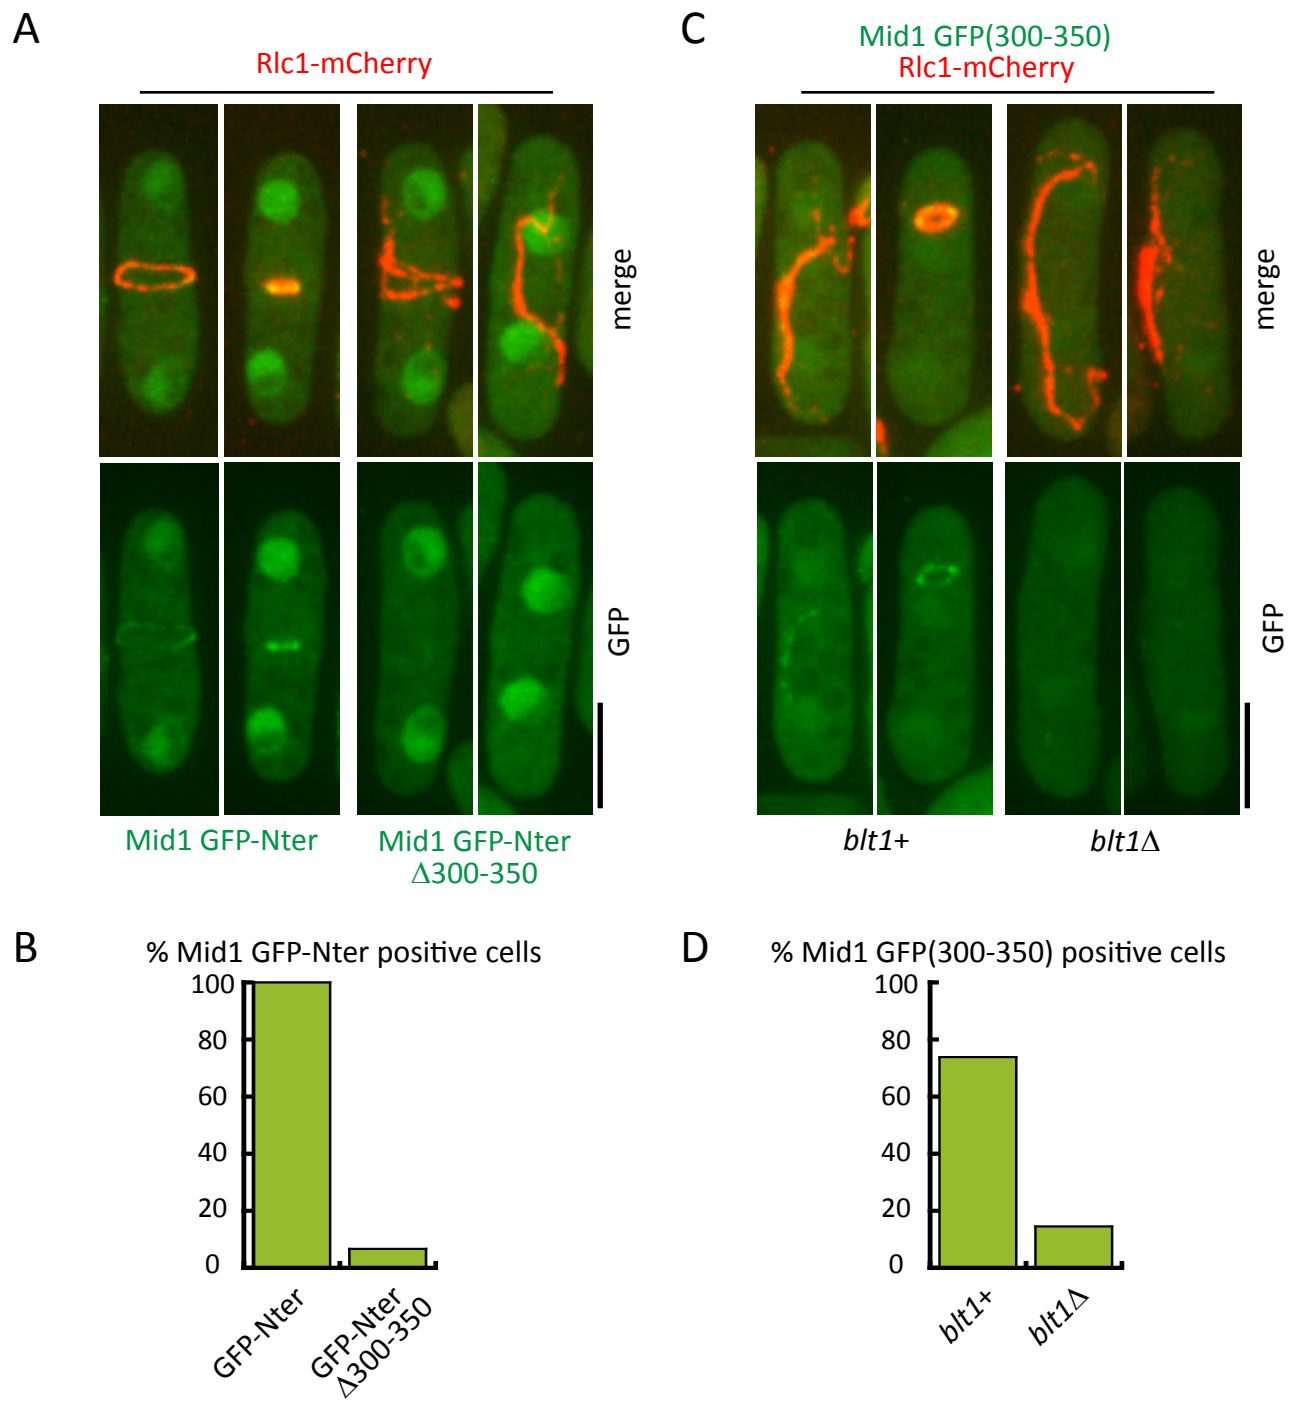 A
Rlc1-mCherry
merge
GFP
Mid1 GFP-Nter
Mid1 GFP-Nter
Δ300-350
C
Mid1 GFP(300-350)
Rlc1-mCherry
merge
GFP
blt1+
blt1Δ
B
% Mid1 GFP-Nter positive cells
100
80
60
40
20
0
GFP-Nter
GFP-Nter
Δ300-350
D
% Mid1 GFP(300-350) positive cells
100
80
60
40
20
0
blt1+
blt1Δ